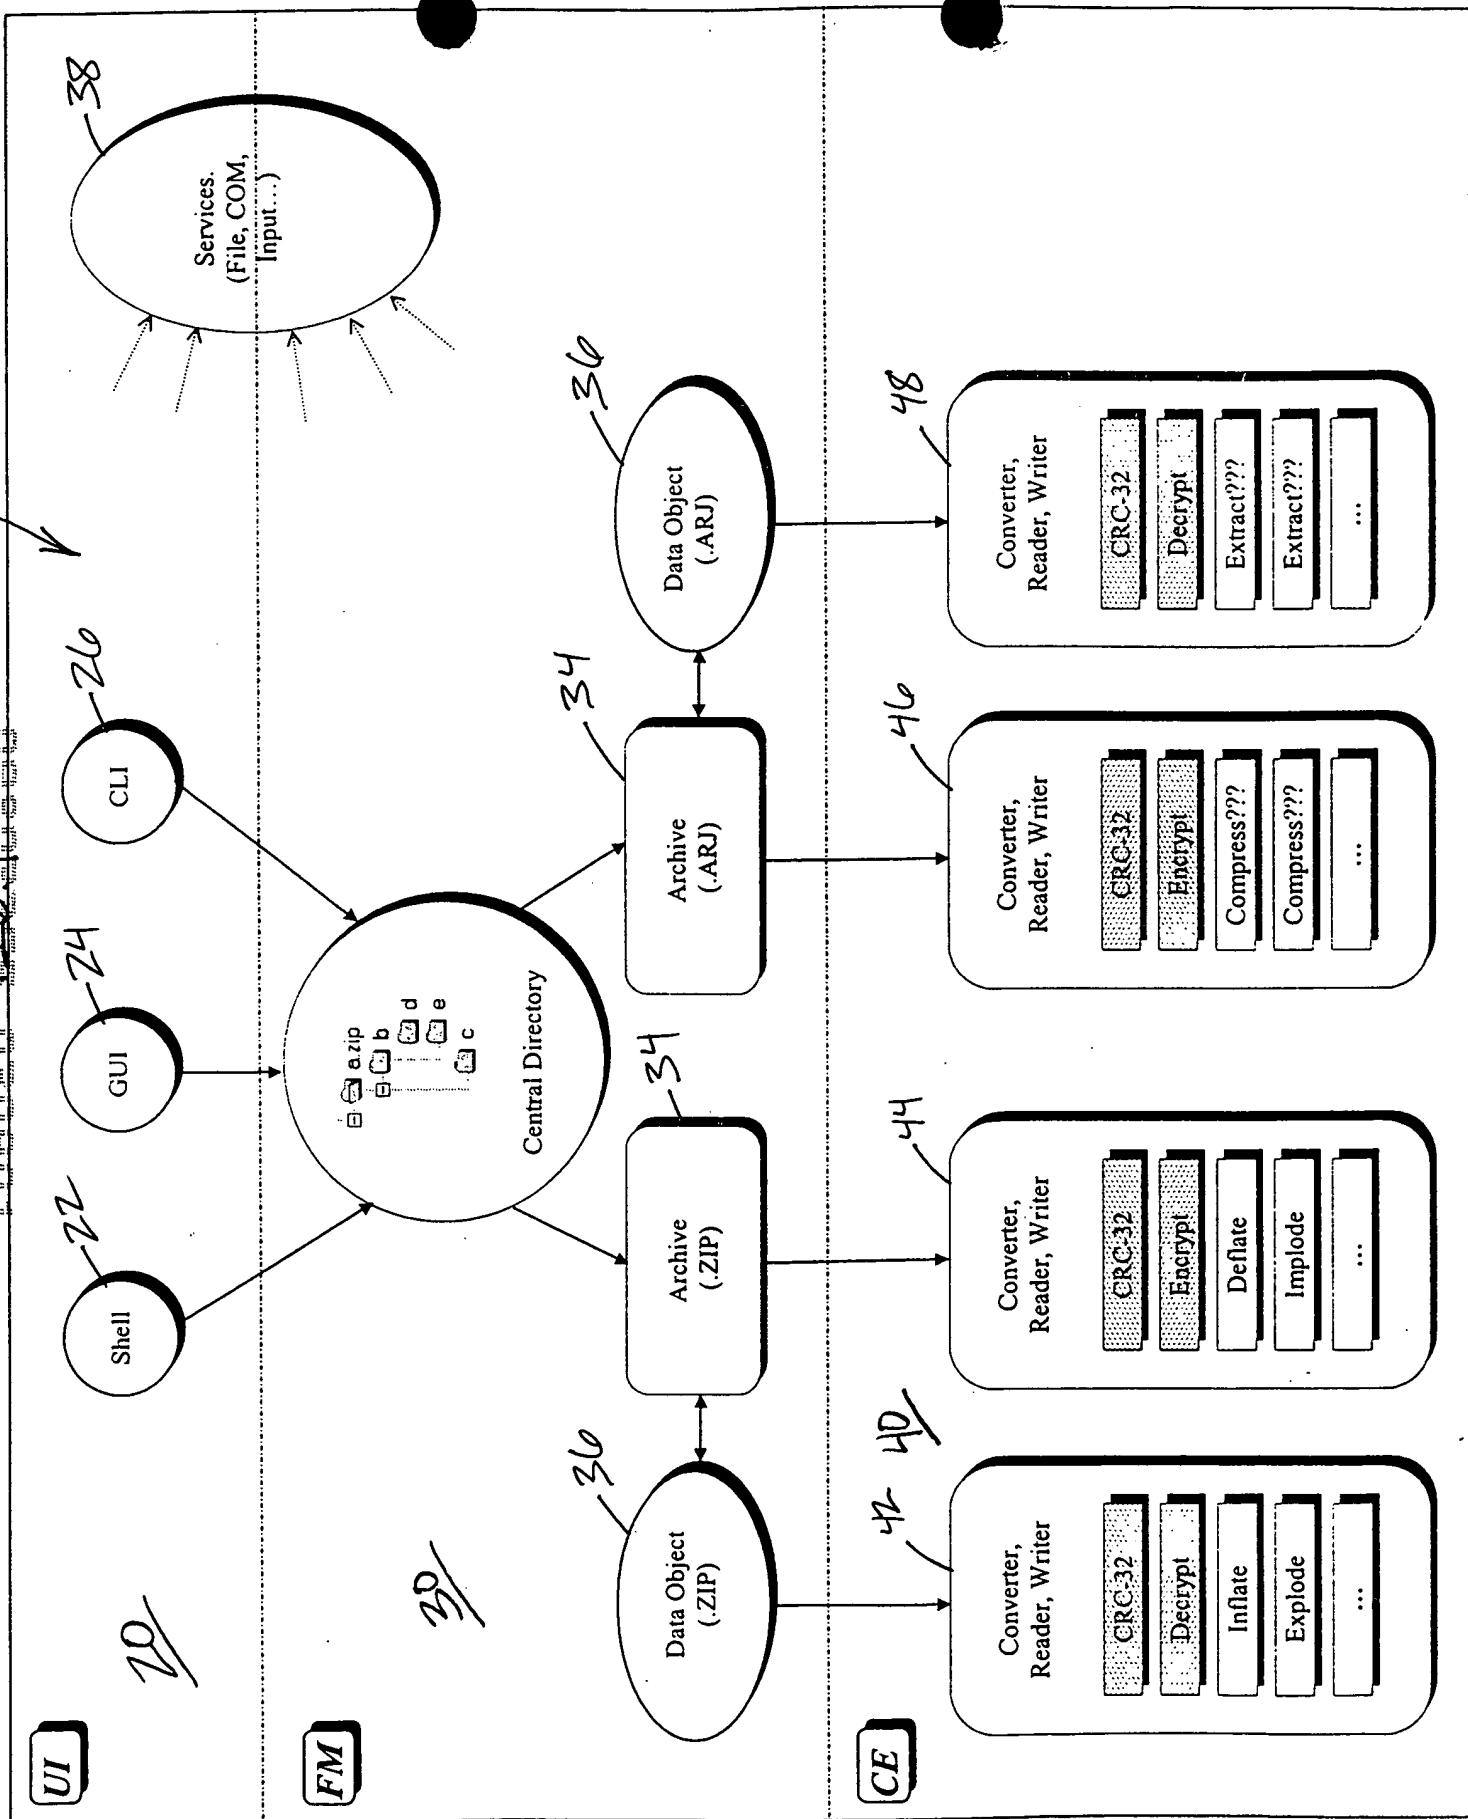 UI
20
Shell
22
GUI
24
CLI
26
Services.
(File, COM,
Input...)
38
FM
30
a.zip
b
d
e
c
Central Directory
Data Object
(.ZIP)
36
Archive
(.ZIP)
34
Archive
(.ARJ)
34
Data Object
(.ARJ)
36
CE
40
42
Converter,
Reader, Writer
CRC-32
Decrypt
Inflate
Explode
...
44
Converter,
Reader, Writer
CRC-32
Encrypt
Deflate
Implode
...
46
Converter,
Reader, Writer
CRC-32
Encrypt
Compress???
Compress???
...
48
Converter,
Reader, Writer
CRC-32
Decrypt
Extract???
Extract???
...